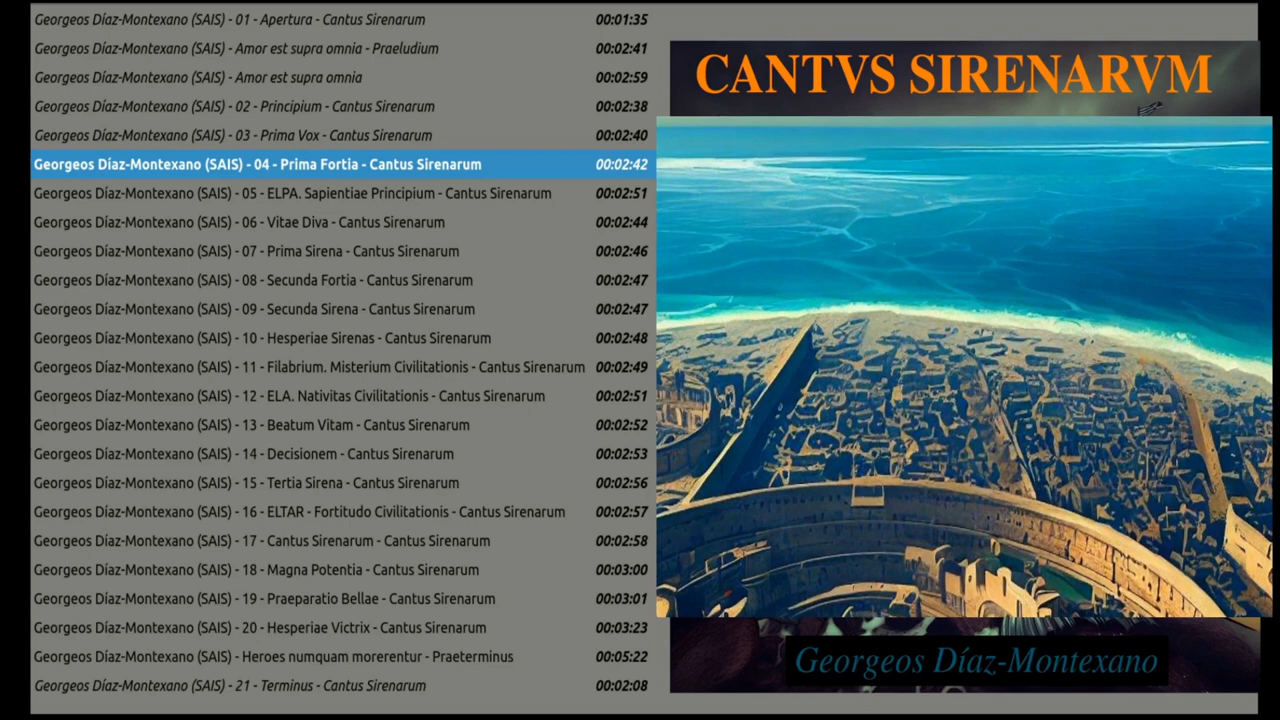 Georgeos Díaz-Montexano (SAIS) - 01 - Apertura - Cantus Sirenarum 00:01:35
Georgeos Díaz-Montexano (SAIS) - Amor est supra omnia - Praeludium 00:02:41
Georgeos Díaz-Montexano (SAIS) - Amor est supra omnia 00:02:59
Georgeos Díaz-Montexano (SAIS) - 02 - Principium - Cantus Sirenarum 00:02:38
Georgeos Díaz-Montexano (SAIS) - 03 - Prima Vox - Cantus Sirenarum 00:02:40
Georgeos Díaz-Montexano (SAIS) - 04 - Prima Fortia - Cantus Sirenarum 00:02:42
Georgeos Díaz-Montexano (SAIS) - 05 - ELPA. Sapientiae Principium - Cantus Sirenarum 00:02:51
Georgeos Díaz-Montexano (SAIS) - 06 - Vitae Diva - Cantus Sirenarum 00:02:44
Georgeos Díaz-Montexano (SAIS) - 07 - Prima Sirena - Cantus Sirenarum 00:02:46
Georgeos Díaz-Montexano (SAIS) - 08 - Secunda Fortia - Cantus Sirenarum 00:02:47
Georgeos Díaz-Montexano (SAIS) - 09 - Secunda Sirena - Cantus Sirenarum 00:02:47
Georgeos Díaz-Montexano (SAIS) - 10 - Hesperiae Sirenas - Cantus Sirenarum 00:02:48
Georgeos Díaz-Montexano (SAIS) - 11 - Filabrium. Misterium Civilitationis - Cantus Sirenarum 00:02:49
Georgeos Díaz-Montexano (SAIS) - 12 - ELA. Nativitas Civilitationis - Cantus Sirenarum 00:02:51
Georgeos Díaz-Montexano (SAIS) - 13 - Beatum Vitam - Cantus Sirenarum 00:02:52
Georgeos Díaz-Montexano (SAIS) - 14 - Decisionem - Cantus Sirenarum 00:02:53
Georgeos Díaz-Montexano (SAIS) - 15 - Tertia Sirena - Cantus Sirenarum 00:02:56
Georgeos Díaz-Montexano (SAIS) - 16 - ELTAR - Fortitudo Civilitationis - Cantus Sirenarum 00:02:57
Georgeos Díaz-Montexano (SAIS) - 17 - Cantus Sirenarum - Cantus Sirenarum 00:02:58
Georgeos Díaz-Montexano (SAIS) - 18 - Magna Potentia - Cantus Sirenarum 00:03:00
Georgeos Díaz-Montexano (SAIS) - 19 - Praeparatio Bellae - Cantus Sirenarum 00:03:01
Georgeos Díaz-Montexano (SAIS) - 20 - Hesperiae Victrix - Cantus Sirenarum 00:03:23
Georgeos Díaz-Montexano (SAIS) - Heroes numquam morerentur - Praeterminus 00:05:22
Georgeos Díaz-Montexano (SAIS) - 21 - Terminus - Cantus Sirenarum 00:02:08
CANTVS SIRENARVM
Georgeos Díaz-Montexano